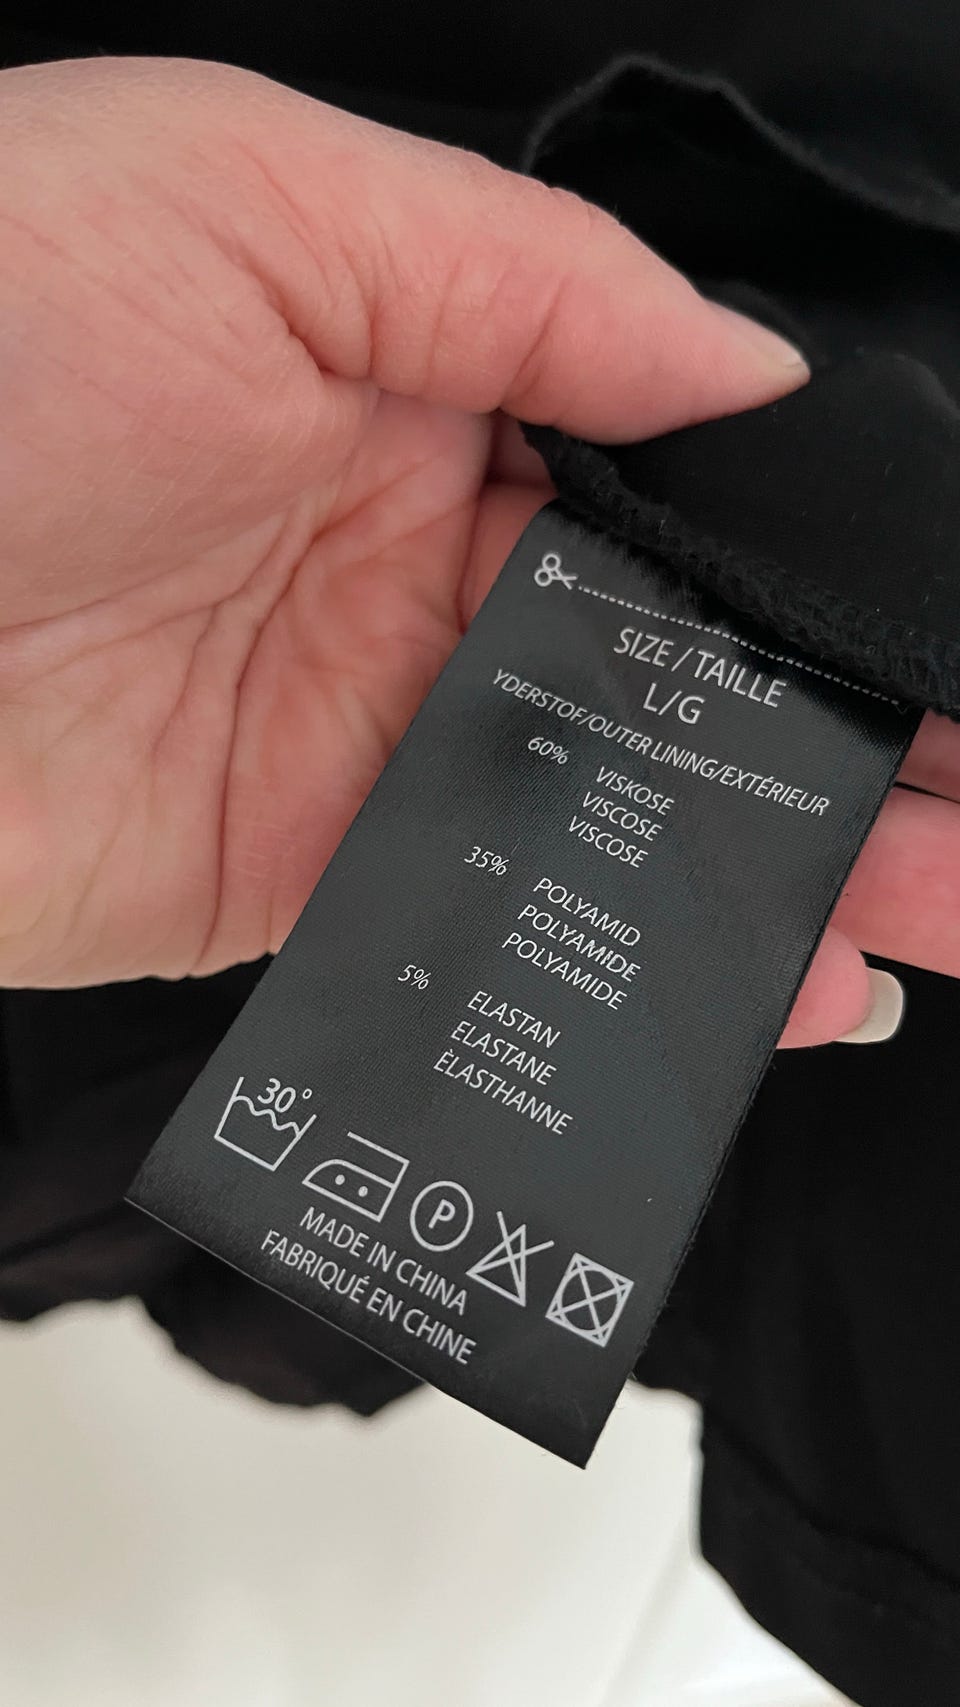 SIZE / TAILLE
L/G
YDERSTOF/OUTER LINING/EXTÉRIEUR
60% VISKOSE
VISCOSE
VISCOSE
35% POLYAMID
POLYAMIDE
POLYAMIDE
5% ELASTAN
ELASTANE
ÈLASTHANNE
30°
P
MADE IN CHINA
FABRIQUÉ EN CHINE